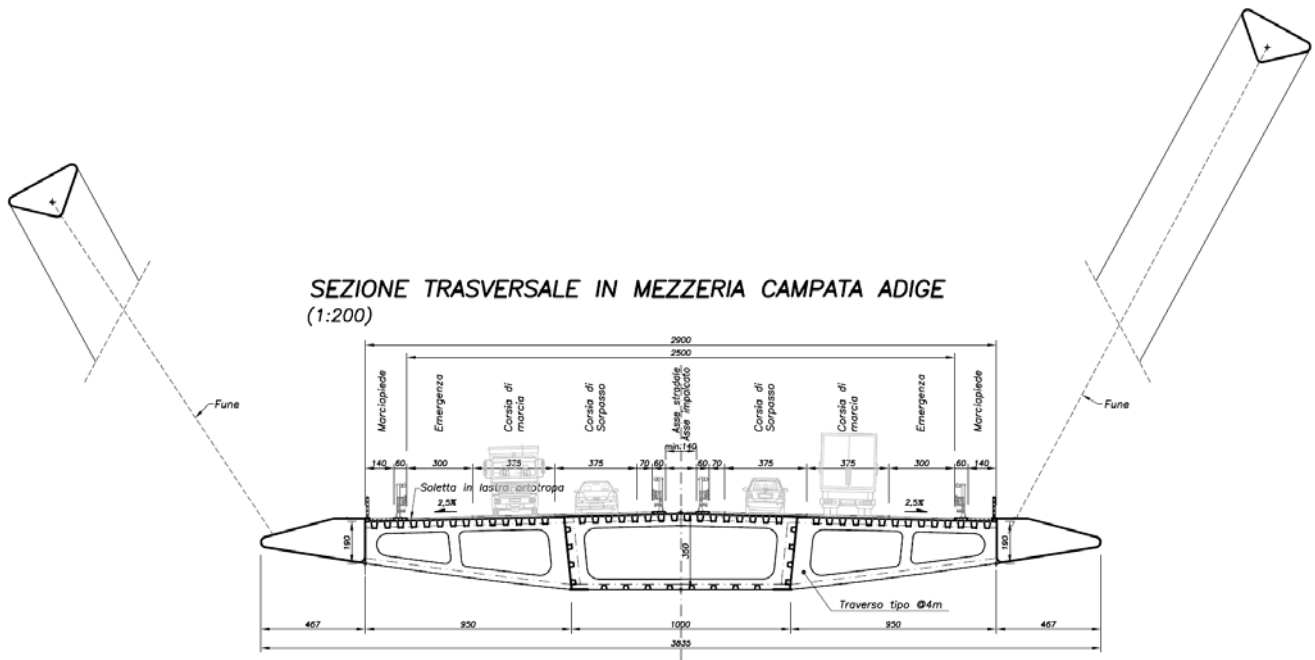 SEZIONE TRASVERSALE IN MEZZERIA CAMPATA ADIGE
(1:200)
2900
2500
Marciapiede
Emergenza
Corsia di
marcia
Corsia di
Sorpasso
Asse stradale
Asse impalcato
Corsia di
Sorpasso
Corsia di
marcia
Emergenza
Marciapiede
Fune
Fune
min.140
140 60 300 375 375 70 60 60 70 375 375 300 60 140
Soletta in lastra ortotropa
2,5% 2,5%
190 350 190
Traverso tipo @4m
467 950 1000 950 467
3835